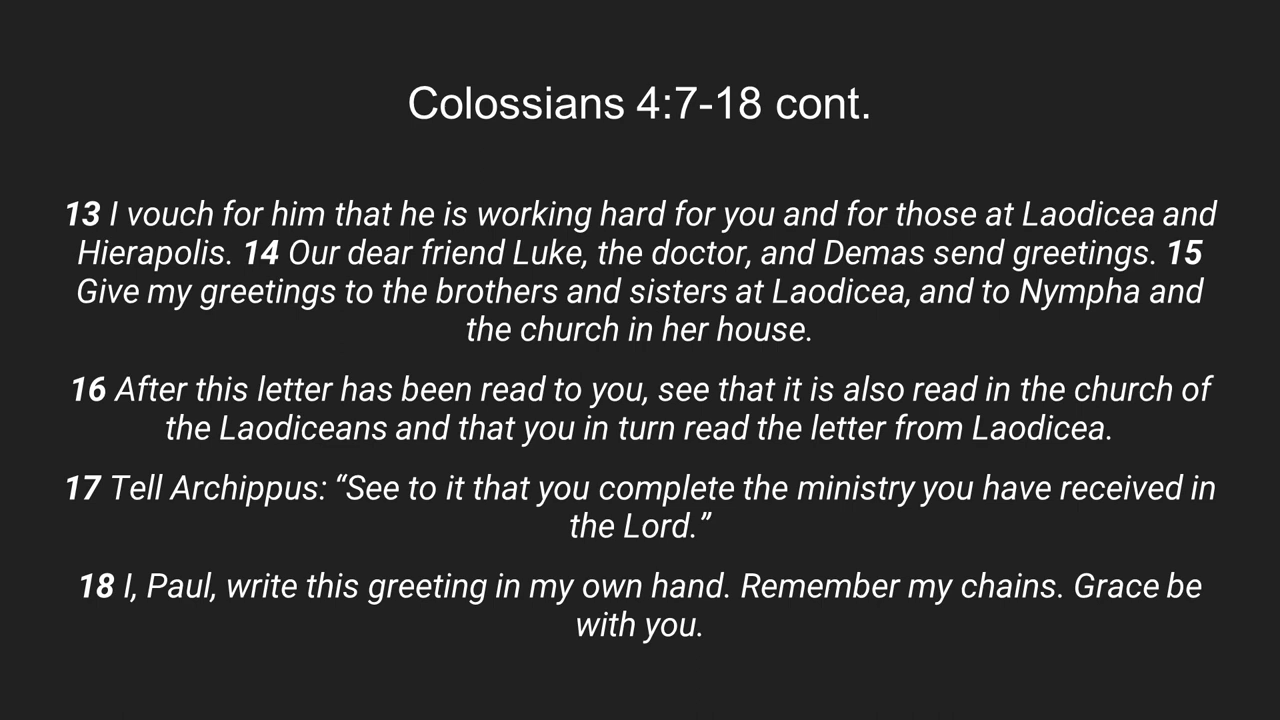 Colossians 4:7-18 cont.
13 I vouch for him that he is working hard for you and for those at Laodicea and
Hierapolis. 14 Our dear friend Luke, the doctor, and Demas send greetings. 15
Give my greetings to the brothers and sisters at Laodicea, and to Nympha and
the church in her house.
16 After this letter has been read to you, see that it is also read in the church of
the Laodiceans and that you in turn read the letter from Laodicea.
17 Tell Archippus: “See to it that you complete the ministry you have received in
the Lord.”
18 I, Paul, write this greeting in my own hand. Remember my chains. Grace be
with you.